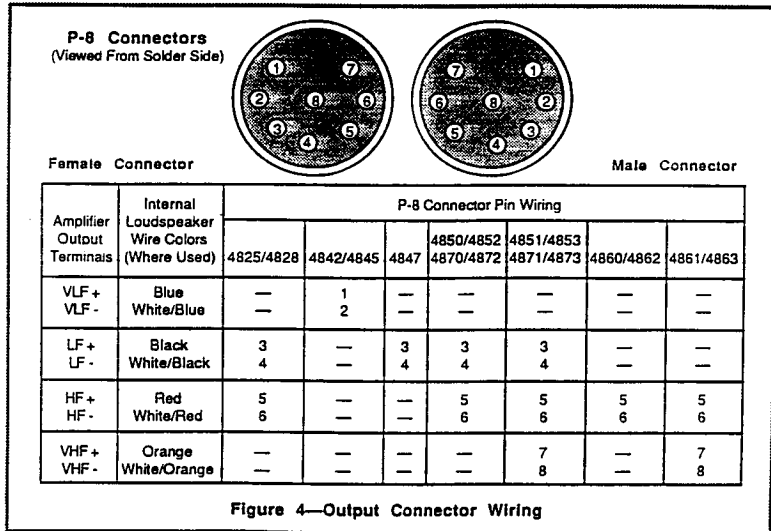 P-8 Connectors
(Viewed From Solder Side)
1 7
2 8 6
3 4 5
7 1
6 8 2
5 4 3
Female Connector
Male Connector
Amplifier Output Terminals
Internal Loudspeaker Wire Colors (Where Used)
P-8 Connector Pin Wiring
4825/4828 4842/4845 4847 4850/4852 4870/4872 4851/4853 4871/4873 4860/4862 4861/4863
VLF + Blue — 1 — — — — —
VLF - White/Blue — 2 — — — — —
LF + Black 3 — 3 3 3 — —
LF - White/Black 4 — 4 4 4 — —
HF + Red 5 — — 5 5 5 5
HF - White/Red 6 — — 6 6 6 6
VHF + Orange — — — — 7 — 7
VHF - White/Orange — — — — 8 — 8
Figure 4—Output Connector Wiring